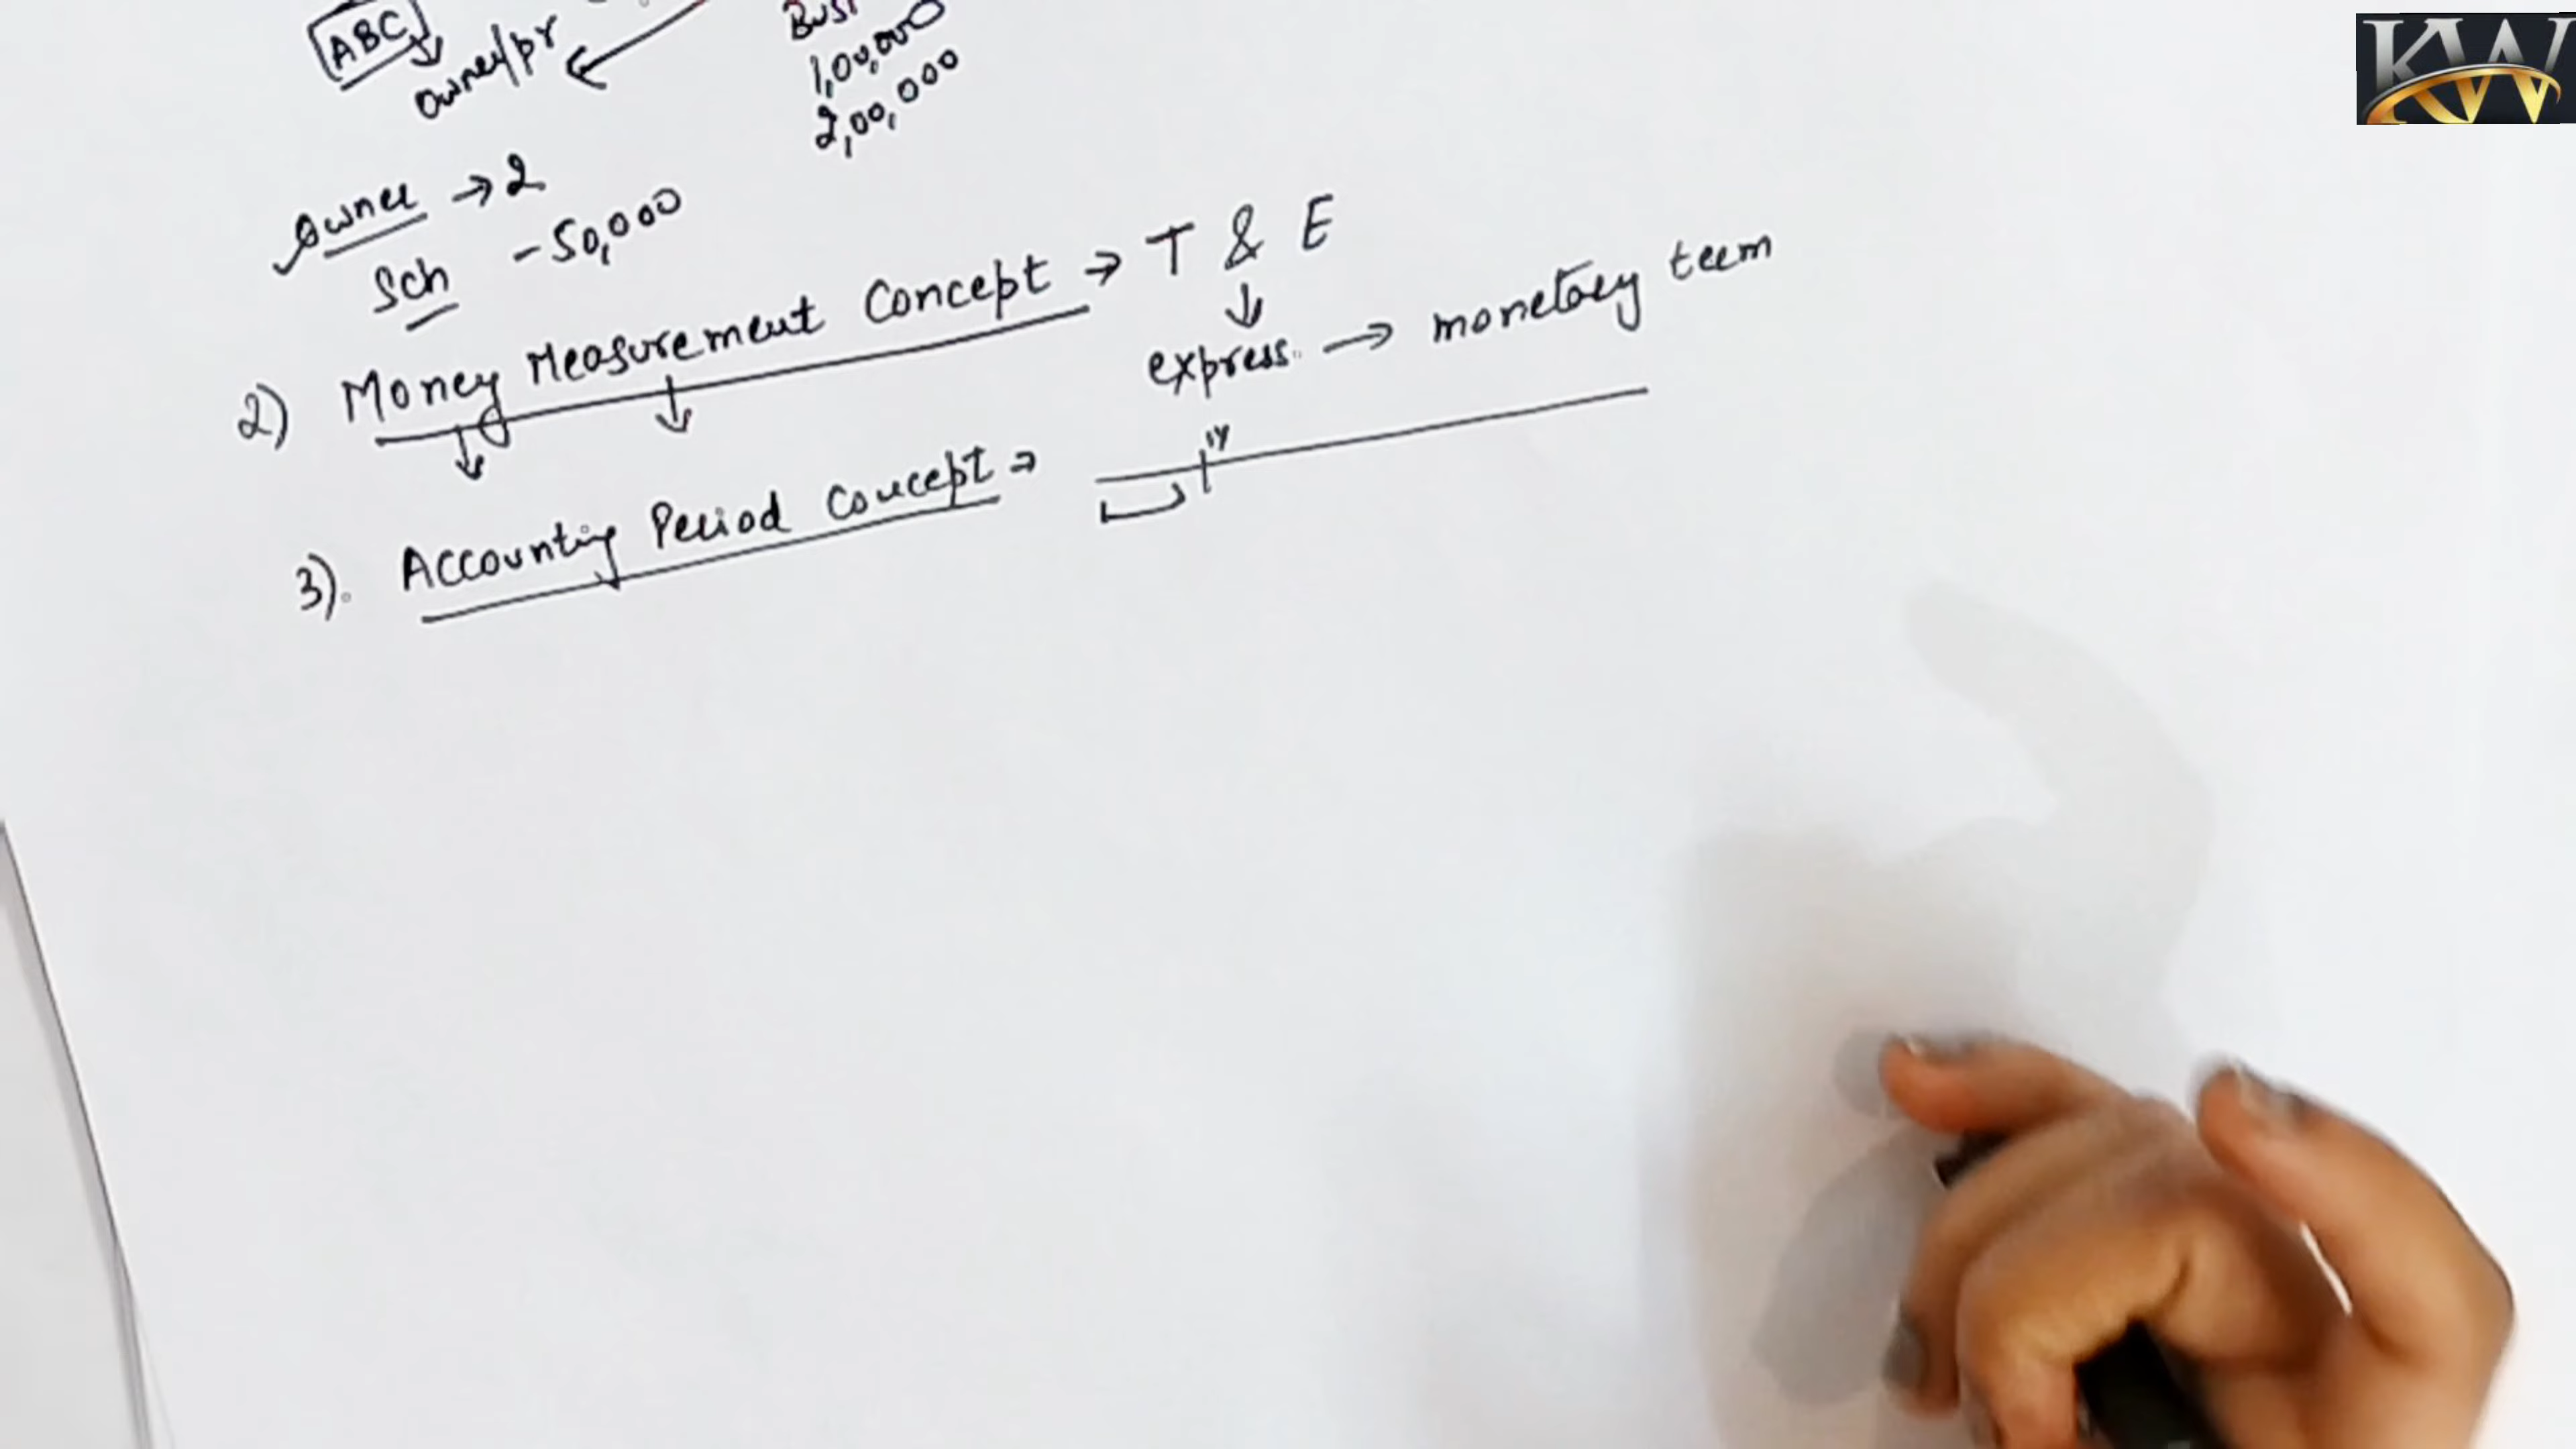 ABC
Owner/pr
1,00,000
2,00,000
Owner → 2
Sch - 50,000
2) Money Measurement Concept → T & E
express. → monetary term
3). Accounting Period Concept → 1Y
KW